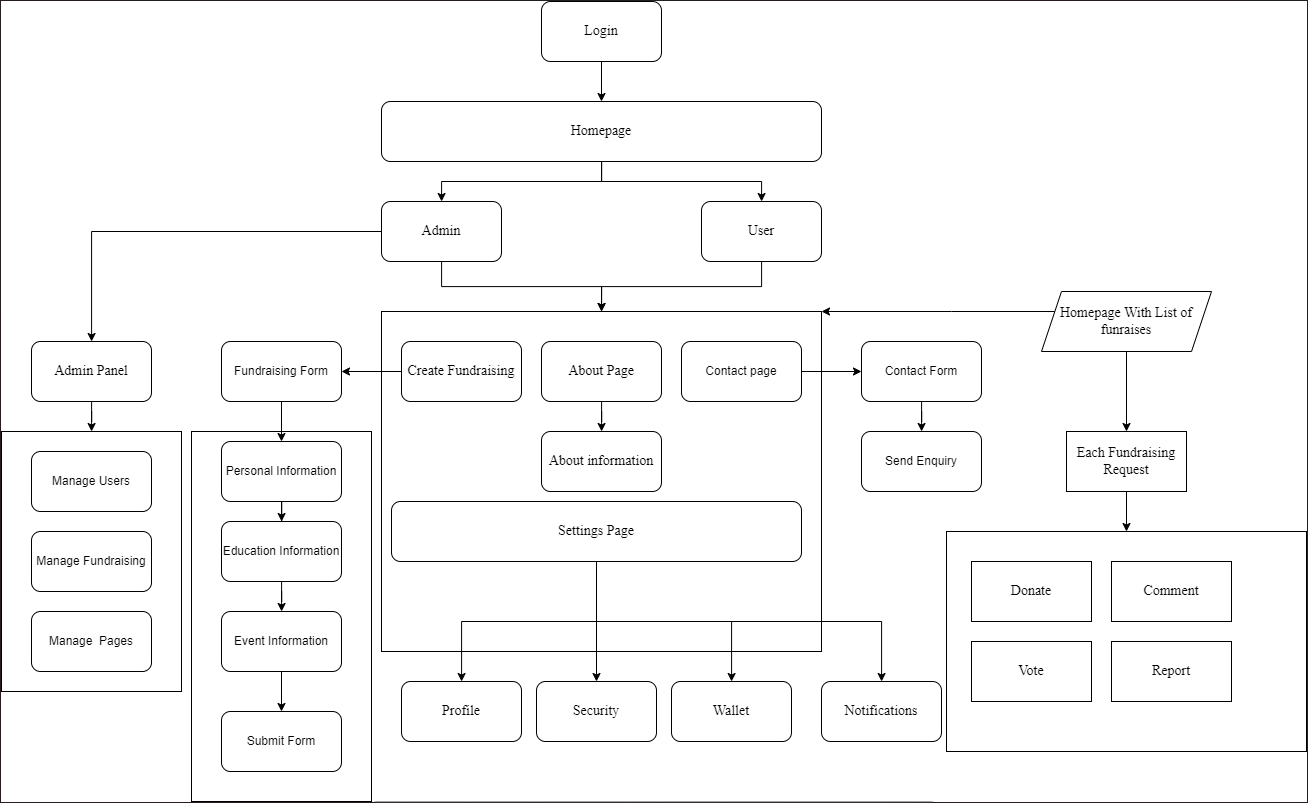 Login
Homepage
Admin
User
Homepage With List of
funraises
Admin Panel
Fundraising Form
Create Fundraising
About Page
Contact page
Contact Form
Manage Users
Personal Information
About information
Send Enquiry
Each Fundraising
Request
Manage Fundraising
Education Information
Settings Page
Donate
Comment
Manage  Pages
Event Information
Vote
Report
Submit Form
Profile
Security
Wallet
Notifications